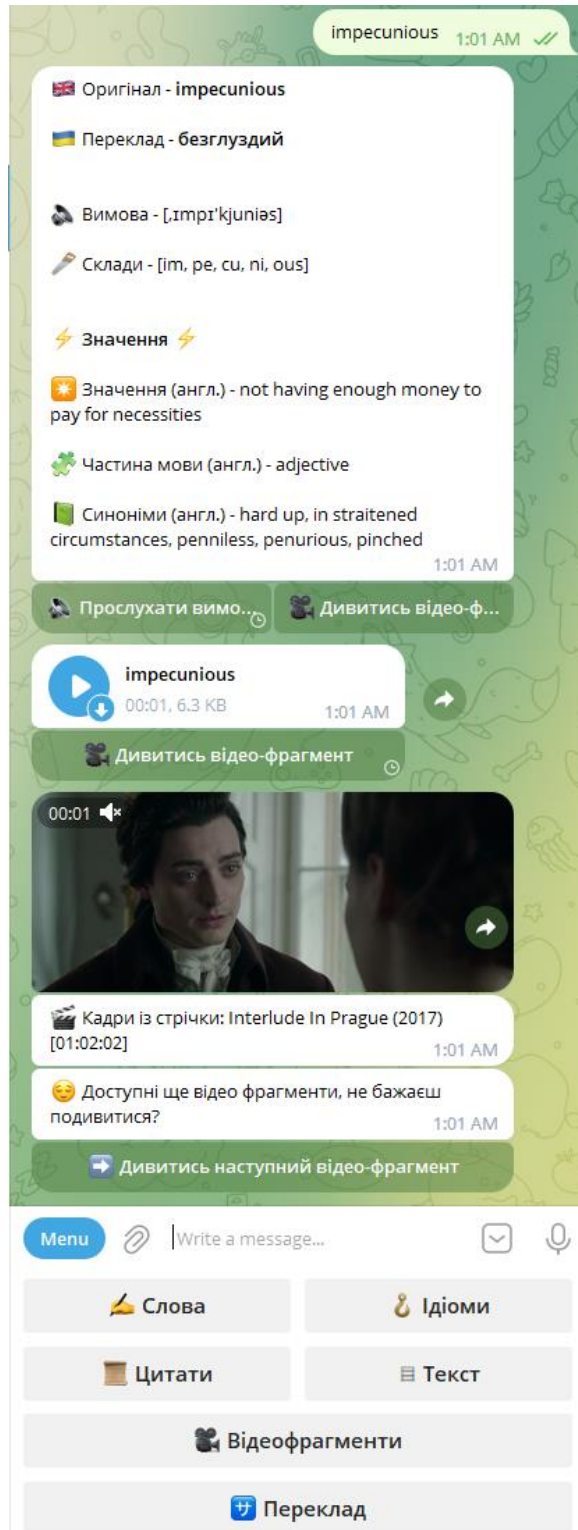 impecunious 1:01 AM
🇬🇧 Оригінал - impecunious
🇺🇦 Переклад - безглуздий
🔊 Вимова - [,ɪmpɪ'kjuniəs]
🪚 Склади - [im, pe, cu, ni, ous]
⚡ Значення ⚡
✴️ Значення (англ.) - not having enough money to
pay for necessities
🧩 Частина мови (англ.) - adjective
📗 Синоніми (англ.) - hard up, in straitened
circumstances, penniless, penurious, pinched
1:01 AM
🔊 Прослухати вимо... 🎥 Дивитись відео-ф...
impecunious
00:01, 6.3 KB 1:01 AM
🎥 Дивитись відео-фрагмент
00:01
🎬 Кадри із стрічки: Interlude In Prague (2017)
[01:02:02] 1:01 AM
😌 Доступні ще відео фрагменти, не бажаєш
подивитися? 1:01 AM
➡️ Дивитись наступний відео-фрагмент
Menu Write a message...
✍️ Слова 🪝 Ідіоми
📜 Цитати 🗏 Текст
🎥 Відеофрагменти
🈂️ Переклад